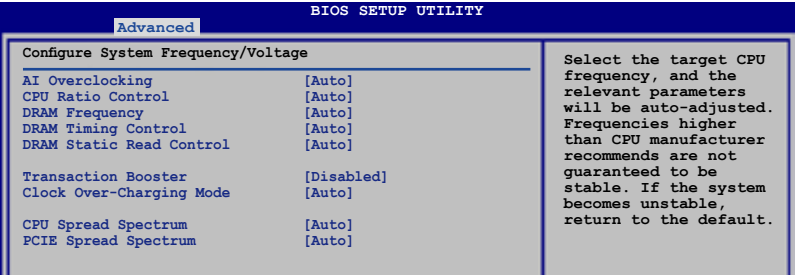 BIOS SETUP UTILITY
Advanced
Configure System Frequency/Voltage
AI Overclocking [Auto]
CPU Ratio Control [Auto]
DRAM Frequency [Auto]
DRAM Timing Control [Auto]
DRAM Static Read Control [Auto]
Transaction Booster [Disabled]
Clock Over-Charging Mode [Auto]
CPU Spread Spectrum [Auto]
PCIE Spread Spectrum [Auto]
Select the target CPU
frequency, and the
relevant parameters
will be auto-adjusted.
Frequencies higher
than CPU manufacturer
recommends are not
guaranteed to be
stable. If the system
becomes unstable,
return to the default.